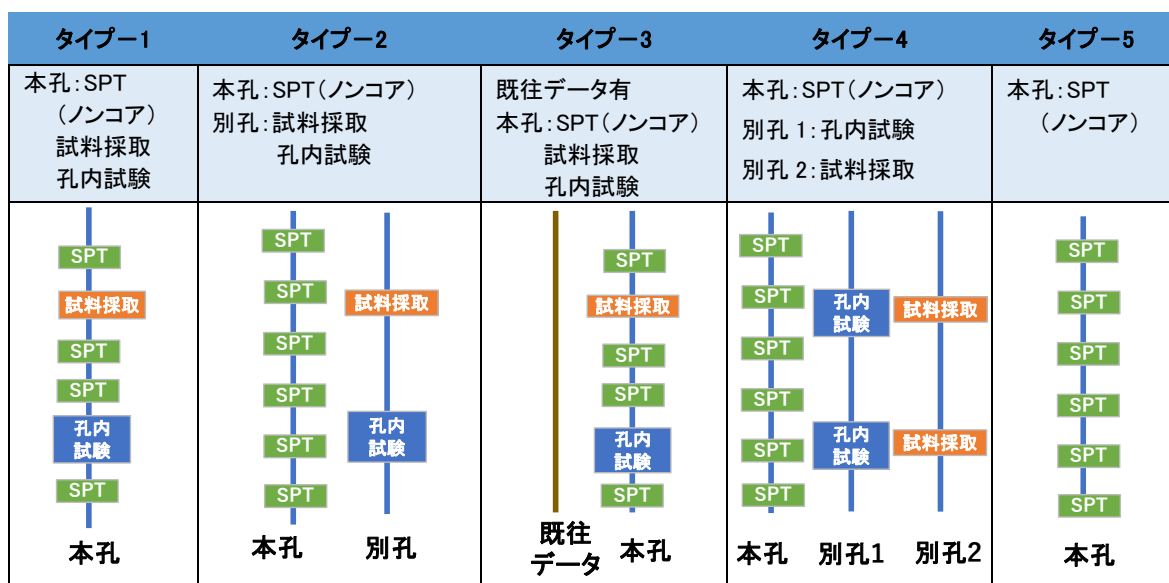 タイプー1
タイプー2
タイプー3
タイプー4
タイプー5
本孔:SPT
(ノンコア)
試料採取
孔内試験
本孔:SPT(ノンコア)
別孔:試料採取
孔内試験
既往データ有
本孔:SPT(ノンコア)
試料採取
孔内試験
本孔:SPT(ノンコア)
別孔 1:孔内試験
別孔 2:試料採取
本孔:SPT
(ノンコア)
SPT
試料採取
SPT
SPT
孔内
試験
SPT
本孔
SPT
SPT
SPT
SPT
SPT
SPT
本孔
試料採取
孔内
試験
別孔
既往
データ
SPT
試料採取
SPT
SPT
孔内
試験
SPT
本孔
SPT
SPT
SPT
SPT
SPT
SPT
本孔
孔内
試験
孔内
試験
別孔1
試料採取
試料採取
別孔2
SPT
SPT
SPT
SPT
SPT
SPT
本孔